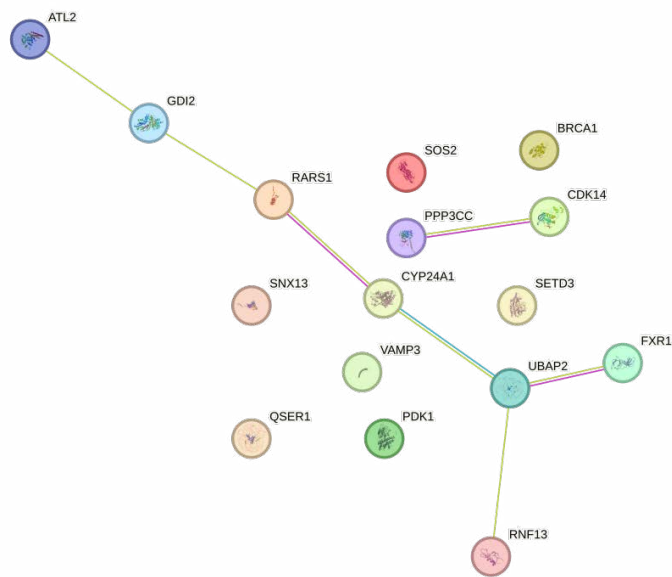 ATL2
GDI2
BRCA1
SOS2
RARS1
CDK14
PPP3CC
CYP24A1
SNX13
SETD3
FXR1
VAMP3
UBAP2
QSER1
PDK1
RNF13